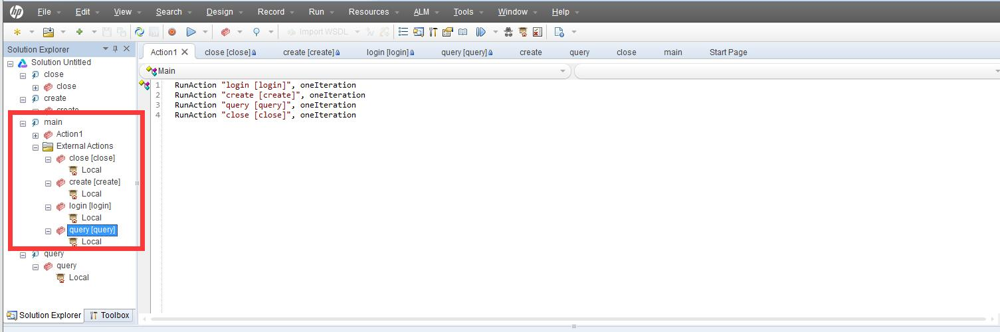 hp File Edit View Search Design Record Run Resources ALM Tools Window Help
Import WSDL
Solution Explorer
Action1 close [close] create [create] login [login] query [query] create query close main Start Page
Solution Untitled
close
close
create
create
main
Action1
External Actions
close [close]
Local
create [create]
Local
login [login]
Local
query [query]
Local
query
query
Local
Solution Explorer Toolbox
Main
1 RunAction "login [login]", oneIteration
2 RunAction "create [create]", oneIteration
3 RunAction "query [query]", oneIteration
4 RunAction "close [close]", oneIteration